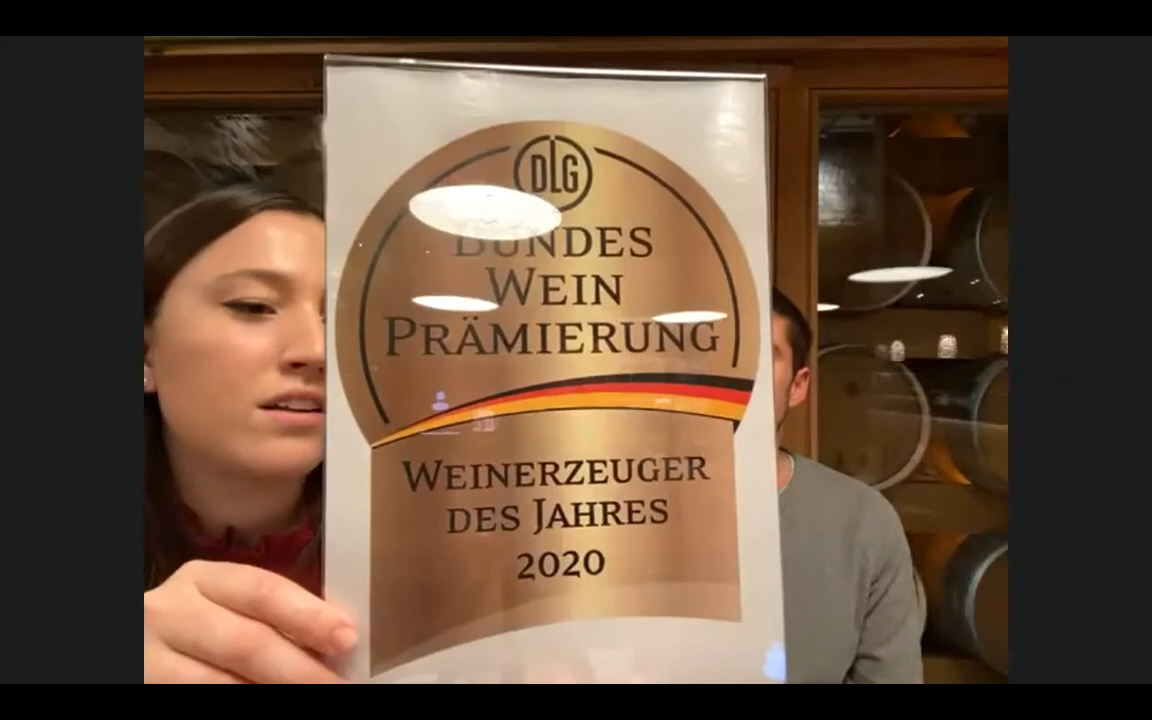 DLG
BUNDES
WEIN
PRÄMIERUNG
WEINERZEUGER
DES JAHRES
2020